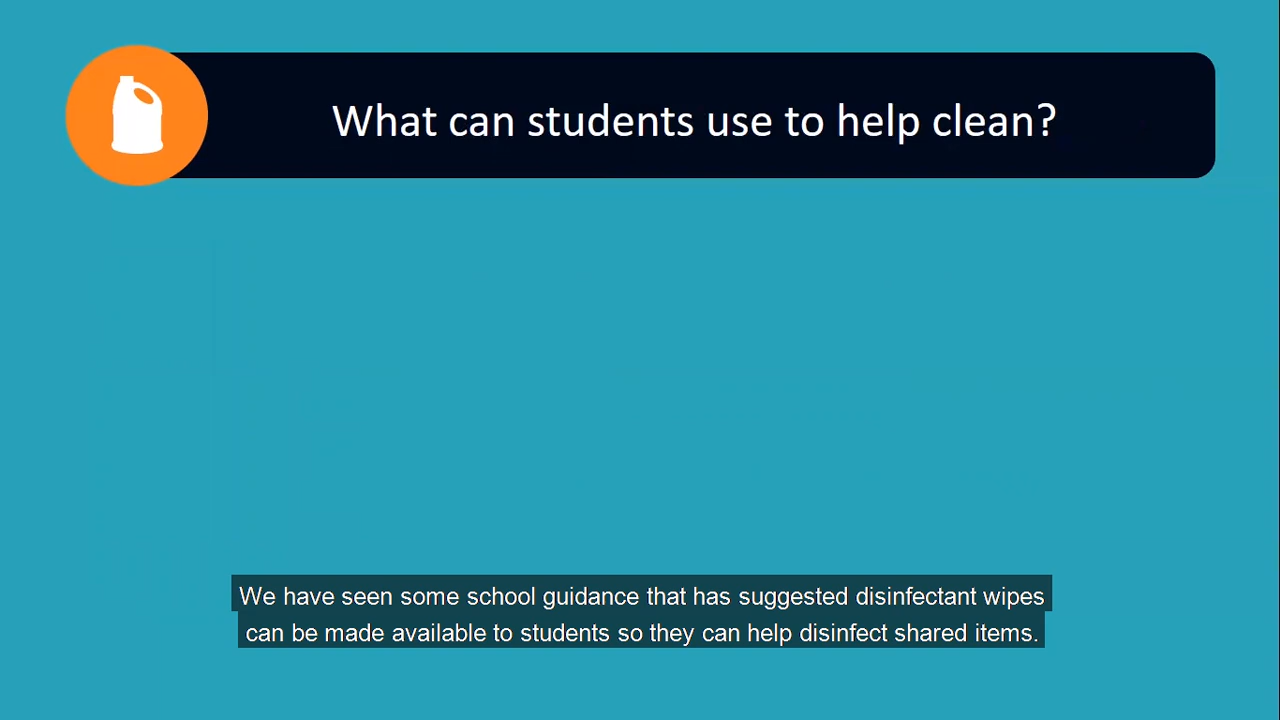 What can students use to help clean?
We have seen some school guidance that has suggested disinfectant wipes
can be made available to students so they can help disinfect shared items.